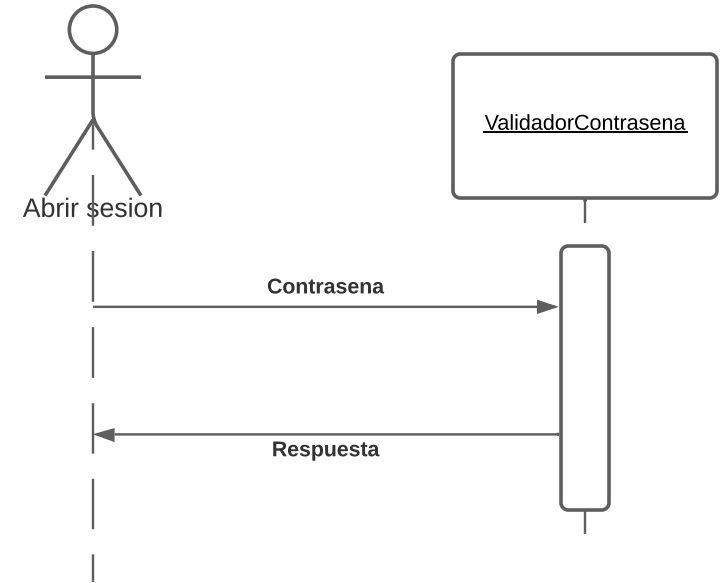 ValidadorContrasena
Abrir sesion
Contrasena
Respuesta